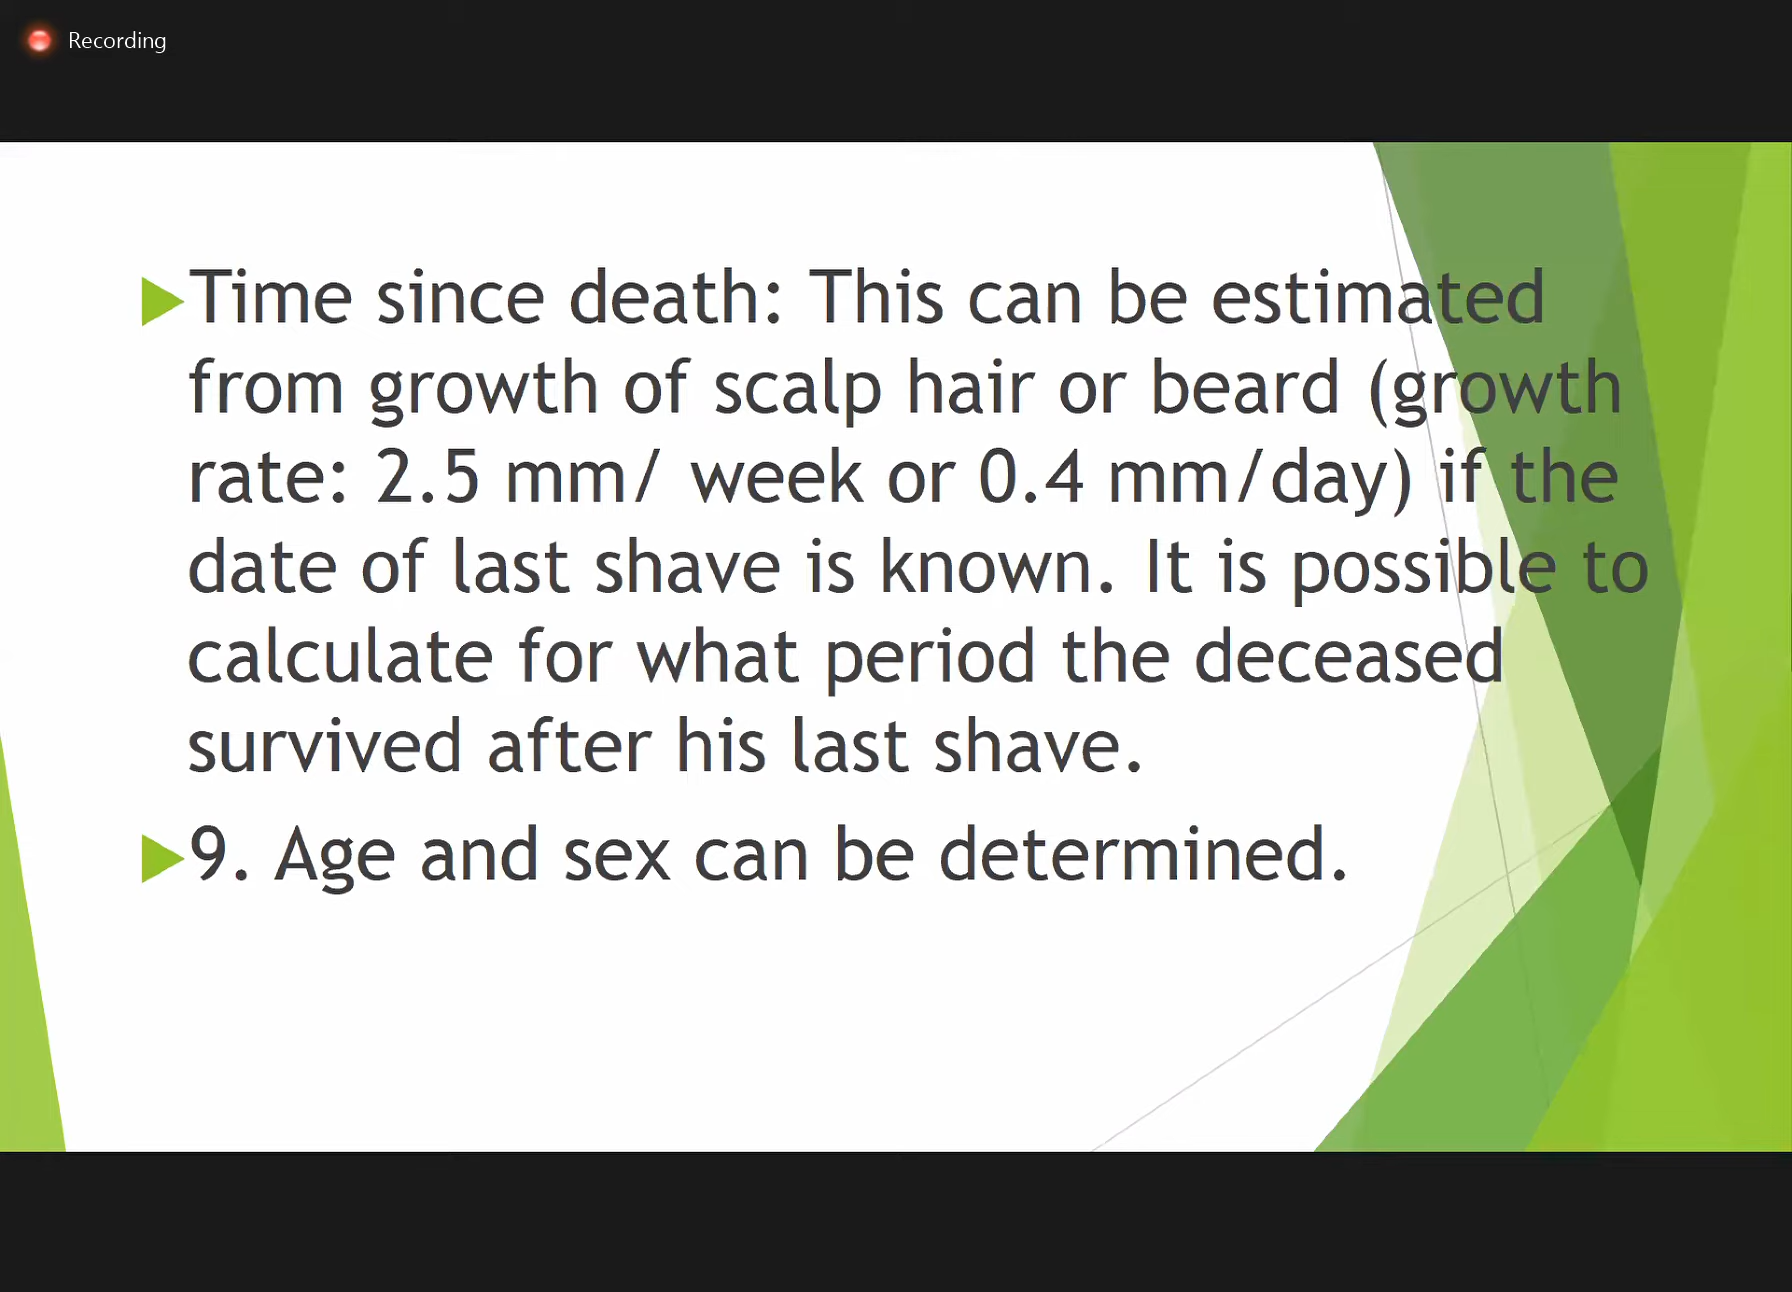 Recording
Time since death: This can be estimated
from growth of scalp hair or beard (growth
rate: 2.5 mm/ week or 0.4 mm/day) if the
date of last shave is known. It is possible to
calculate for what period the deceased
survived after his last shave.
9. Age and sex can be determined.